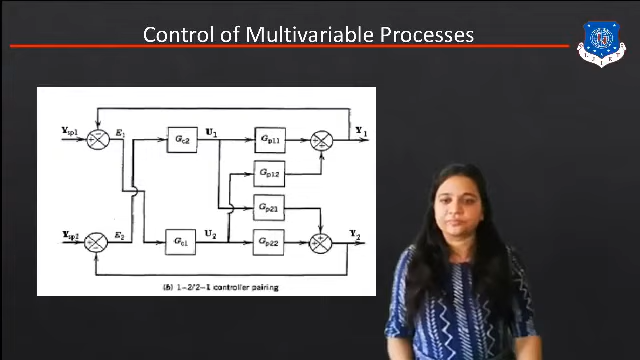 Control of Multivariable Processes
Ysp1
E1
Gc2
U1
Gp11
Y1
Gp12
Gp21
Ysp2
E2
Gc1
U2
Gp22
Y2
(b) 1-2/2-1 controller pairing